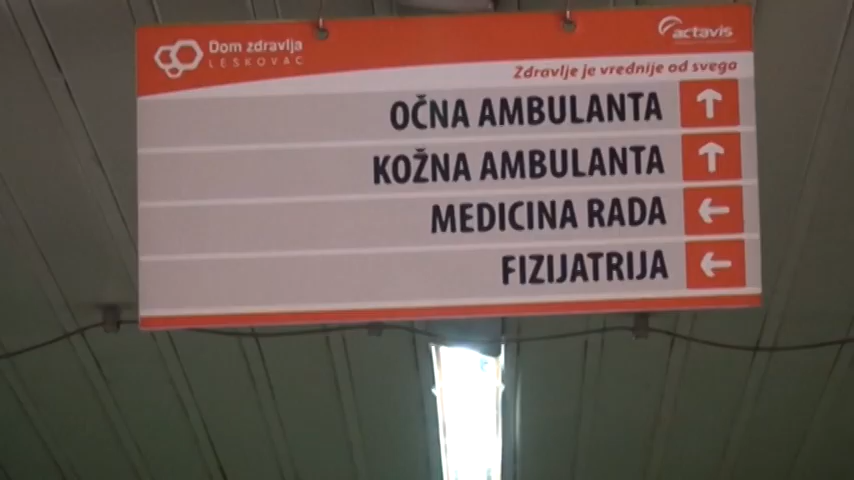 Dom zdravlja
LESKOVAC
actavis
Zdravlje je vrednije od svega
OČNA AMBULANTA
KOŽNA AMBULANTA
MEDICINA RADA
FIZIJATRIJA